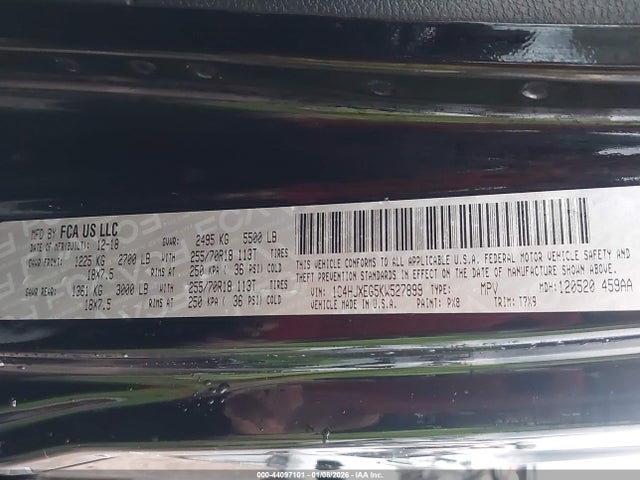 MFD BY FCA US LLC
DATE OF MFR(BUILT): 12-18 GVWR: 2495 KG 5500 LB
GAWR FRONT: 1225 KG 2700 LB WITH 255/70R18 113T TIRES
18X7.5 RIMS AT 250 KPA ( 36 PSI COLD
GAWR REAR: 1361 KG 3000 LB WITH 255/70R18 113T TIRES
18X7.5 RIMS AT 250 KPA ( 36 PSI COLD
THIS VEHICLE CONFORMS TO ALL APPLICABLE U.S.A. FEDERAL MOTOR VEHICLE SAFETY AND
THEFT PREVENTION STANDARDS IN EFFECT ON THE DATE OF MANUFACTURE SHOWN ABOVE.
VIN: 1C4HJXEG5KW527899 TYPE: MPV MDH: 120520 459AA
VEHICLE MADE IN U.S.A. PAINT: PX8 TRIM: T7X9
000-44097101 - 01/08/2026 - IAAI.COM